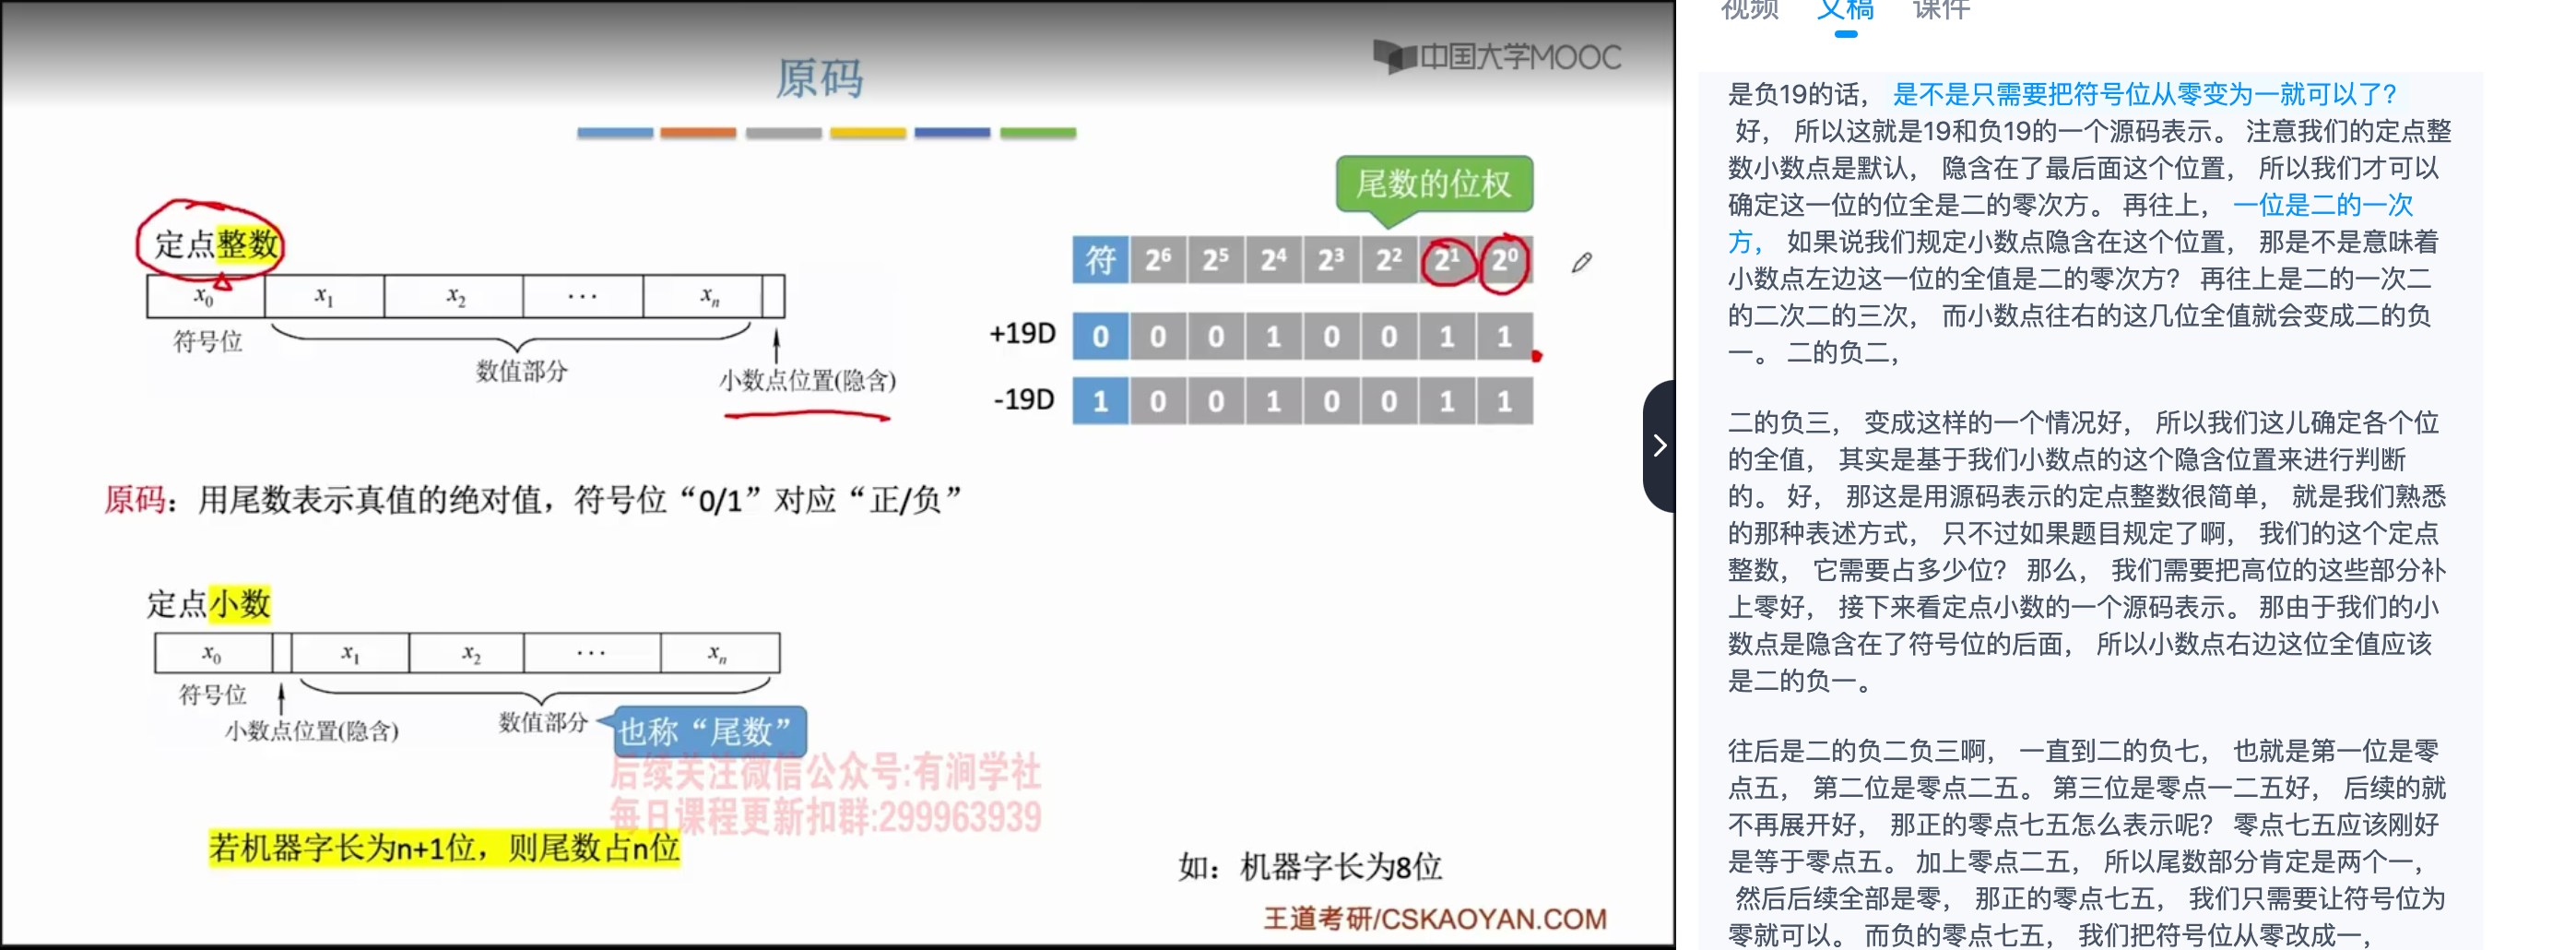 中国大学MOOC
原码
定点整数
x0 x1 x2 ··· xn
符号位
数值部分
小数点位置(隐含)
尾数的位权
符 2⁶ 2⁵ 2⁴ 2³ 2² 2¹ 2⁰
+19D 0 0 0 1 0 0 1 1
-19D 1 0 0 1 0 0 1 1
原码：用尾数表示真值的绝对值，符号位“0/1”对应“正/负”
定点小数
x0 x1 x2 ··· xn
符号位
小数点位置(隐含)
数值部分
也称“尾数”
后续关注微信公众号:有涧学社
每日课程更新扣群:299963939
若机器字长为n+1位，则尾数占n位
如：机器字长为8位
王道考研/CSKAOYAN.COM
视频 文稿 课件
是负19的话， 是不是只需要把符号位从零变为一就可以了？
好， 所以这就是19和负19的一个源码表示。 注意我们的定点整
数小数点是默认， 隐含在了最后面这个位置， 所以我们才可以
确定这一位的位全是二的零次方。 再往上， 一位是二的一次
方， 如果说我们规定小数点隐含在这个位置， 那是不是意味着
小数点左边这一位的全值是二的零次方？ 再往上是二的一次二
的二次二的三次， 而小数点往右的这几位全值就会变成二的负
一。 二的负二，
二的负三， 变成这样的一个情况好， 所以我们这儿确定各个位
的全值， 其实是基于我们小数点的这个隐含位置来进行判断
的。 好， 那这是用源码表示的定点整数很简单， 就是我们熟悉
的那种表述方式， 只不过如果题目规定了啊， 我们的这个定点
整数， 它需要占多少位？ 那么， 我们需要把高位的这些部分补
上零好， 接下来看定点小数的一个源码表示。 那由于我们的小
数点是隐含在了符号位的后面， 所以小数点右边这位全值应该
是二的负一。
往后是二的负二负三啊， 一直到二的负七， 也就是第一位是零
点五， 第二位是零点二五。 第三位是零点一二五好， 后续的就
不再展开好， 那正的零点七五怎么表示呢？ 零点七五应该刚好
是等于零点五。 加上零点二五， 所以尾数部分肯定是两个一，
然后后续全部是零， 那正的零点七五， 我们只需要让符号位为
零就可以。 而负的零点七五， 我们把符号位从零改成一，